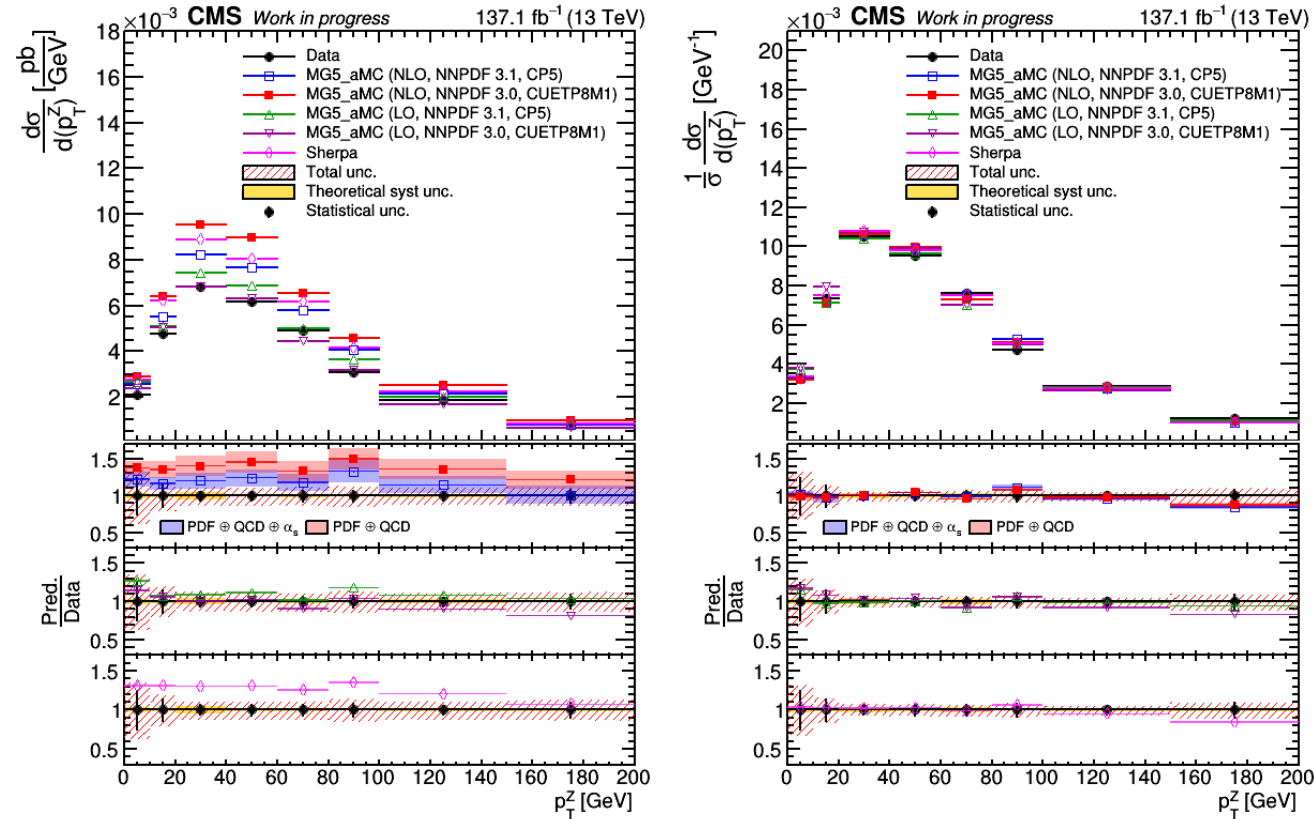 ×10⁻³ CMS Work in progress 137.1 fb⁻¹ (13 TeV)
dσ/d(p_T^Z) [pb/GeV]
18
16
14
12
10
8
6
4
2
Data
MG5_aMC (NLO, NNPDF 3.1, CP5)
MG5_aMC (NLO, NNPDF 3.0, CUETP8M1)
MG5_aMC (LO, NNPDF 3.1, CP5)
MG5_aMC (LO, NNPDF 3.0, CUETP8M1)
Sherpa
Total unc.
Theoretical syst unc.
Statistical unc.
1.5
1
0.5
PDF ⊕ QCD ⊕ α_s PDF ⊕ QCD
Pred./Data
1.5
1
0.5
1.5
1
0.5
0 20 40 60 80 100 120 140 160 180 200
p_T^Z [GeV]
×10⁻³ CMS Work in progress 137.1 fb⁻¹ (13 TeV)
1/σ dσ/d(p_T^Z) [GeV⁻¹]
20
18
16
14
12
10
8
6
4
2
Data
MG5_aMC (NLO, NNPDF 3.1, CP5)
MG5_aMC (NLO, NNPDF 3.0, CUETP8M1)
MG5_aMC (LO, NNPDF 3.1, CP5)
MG5_aMC (LO, NNPDF 3.0, CUETP8M1)
Sherpa
Total unc.
Theoretical syst unc.
Statistical unc.
1.5
1
0.5
PDF ⊕ QCD ⊕ α_s PDF ⊕ QCD
Pred./Data
1.5
1
0.5
1.5
1
0.5
0 20 40 60 80 100 120 140 160 180 200
p_T^Z [GeV]